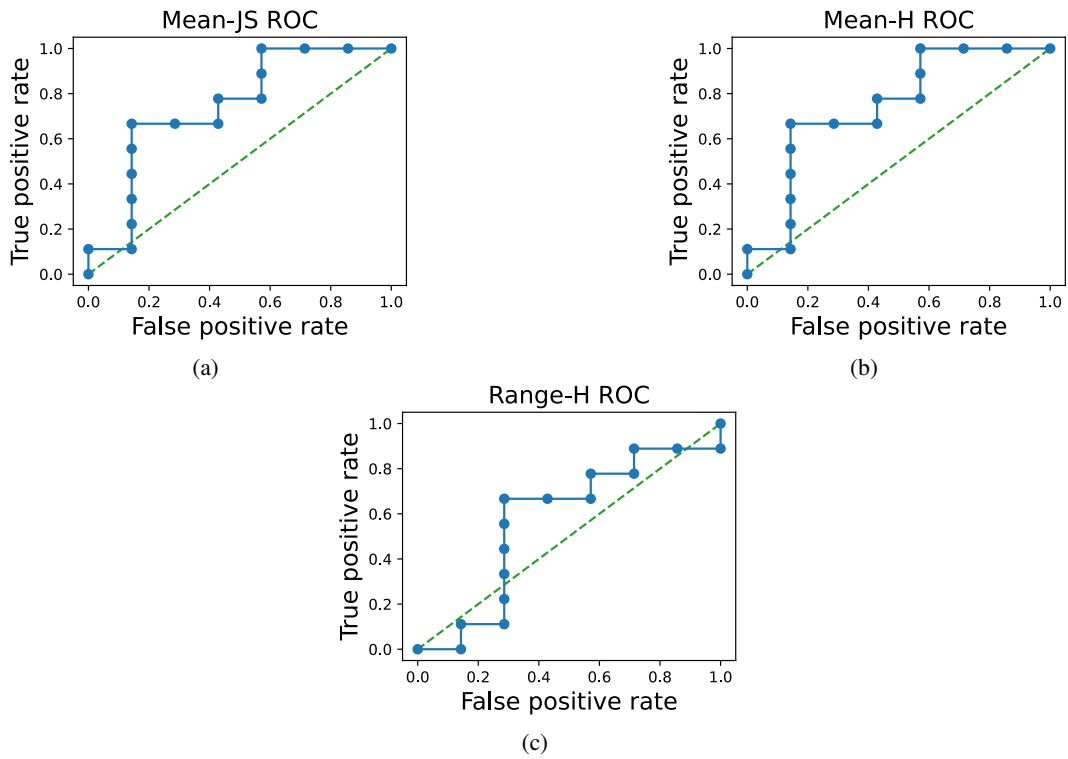 Mean-JS ROC
1.0
0.8
0.6
0.4
0.2
0.0
True positive rate
0.0 0.2 0.4 0.6 0.8 1.0
False positive rate
(a)
Mean-H ROC
1.0
0.8
0.6
0.4
0.2
0.0
True positive rate
0.0 0.2 0.4 0.6 0.8 1.0
False positive rate
(b)
Range-H ROC
1.0
0.8
0.6
0.4
0.2
0.0
True positive rate
0.0 0.2 0.4 0.6 0.8 1.0
False positive rate
(c)